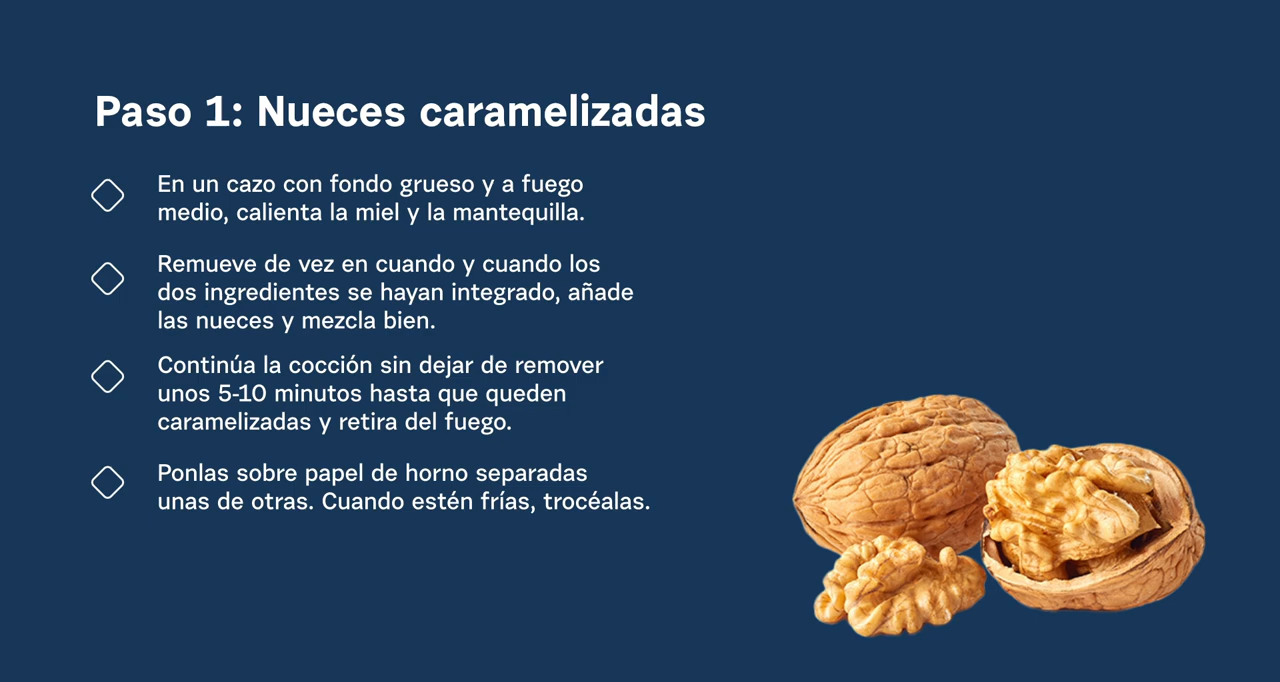 Paso 1: Nueces caramelizadas
En un cazo con fondo grueso y a fuego
medio, calienta la miel y la mantequilla.
Remueve de vez en cuando y cuando los
dos ingredientes se hayan integrado, añade
las nueces y mezcla bien.
Continúa la cocción sin dejar de remover
unos 5-10 minutos hasta que queden
caramelizadas y retira del fuego.
Ponlas sobre papel de horno separadas
unas de otras. Cuando estén frías, trocéalas.